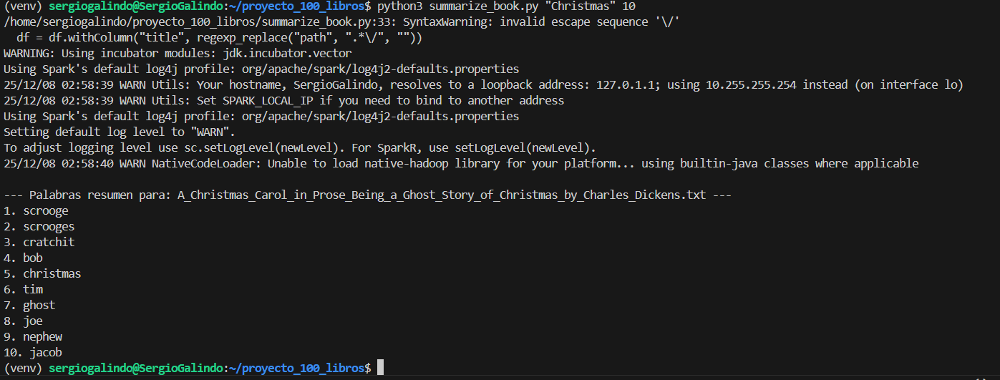 (venv) sergiogalindo@SergioGalindo:~/proyecto_100_libros$ python3 summarize_book.py "Christmas" 10
/home/sergiogalindo/proyecto_100_libros/summarize_book.py:33: SyntaxWarning: invalid escape sequence '\/'
  df = df.withColumn("title", regexp_replace("path", ".*\/", ""))
WARNING: Using incubator modules: jdk.incubator.vector
Using Spark's default log4j profile: org/apache/spark/log4j2-defaults.properties
25/12/08 02:58:39 WARN Utils: Your hostname, SergioGalindo, resolves to a loopback address: 127.0.1.1; using 10.255.255.254 instead (on interface lo)
25/12/08 02:58:39 WARN Utils: Set SPARK_LOCAL_IP if you need to bind to another address
Using Spark's default log4j profile: org/apache/spark/log4j2-defaults.properties
Setting default log level to "WARN".
To adjust logging level use sc.setLogLevel(newLevel). For SparkR, use setLogLevel(newLevel).
25/12/08 02:58:40 WARN NativeCodeLoader: Unable to load native-hadoop library for your platform... using builtin-java classes where applicable

--- Palabras resumen para: A_Christmas_Carol_in_Prose_Being_a_Ghost_Story_of_Christmas_by_Charles_Dickens.txt ---
1. scrooge
2. scrooges
3. cratchit
4. bob
5. christmas
6. tim
7. ghost
8. joe
9. nephew
10. jacob
(venv) sergiogalindo@SergioGalindo:~/proyecto_100_libros$